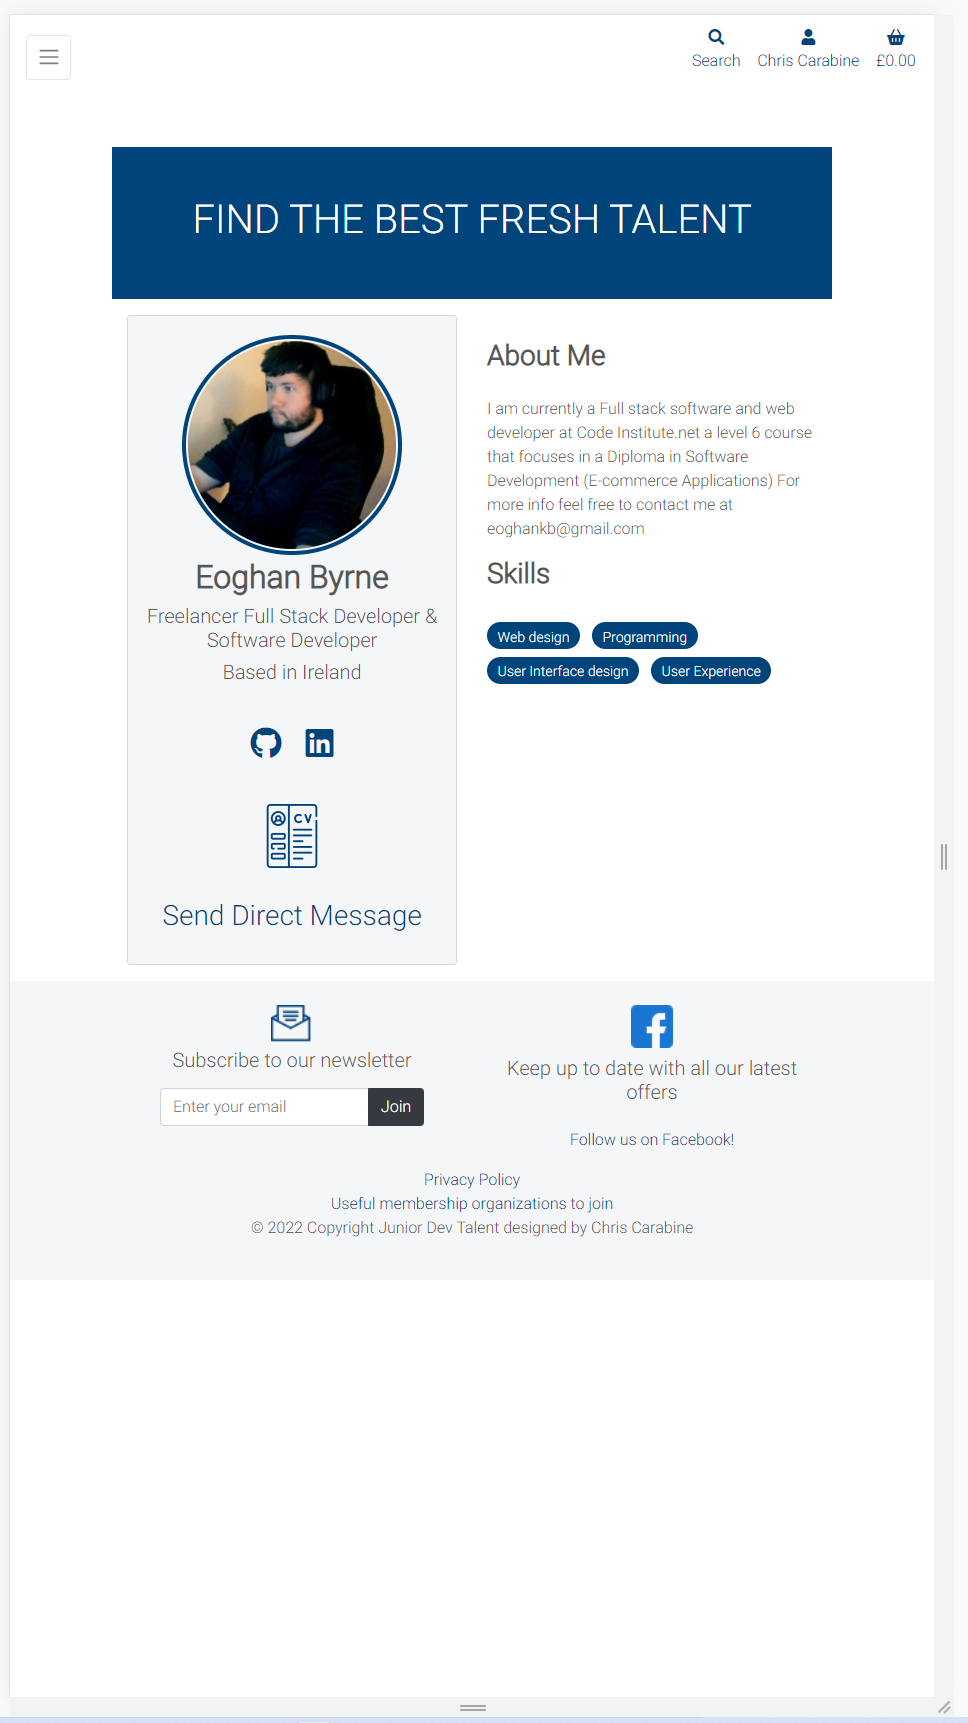 Search
Chris Carabine
£0.00
FIND THE BEST FRESH TALENT
Eoghan Byrne
Freelancer Full Stack Developer &
Software Developer
Based in Ireland
CV
Send Direct Message
About Me
I am currently a Full stack software and web
developer at Code Institute.net a level 6 course
that focuses in a Diploma in Software
Development (E-commerce Applications) For
more info feel free to contact me at
eoghankb@gmail.com
Skills
Web design
Programming
User Interface design
User Experience
Subscribe to our newsletter
Enter your email
Join
Keep up to date with all our latest
offers
Follow us on Facebook!
Privacy Policy
Useful membership organizations to join
© 2022 Copyright Junior Dev Talent designed by Chris Carabine